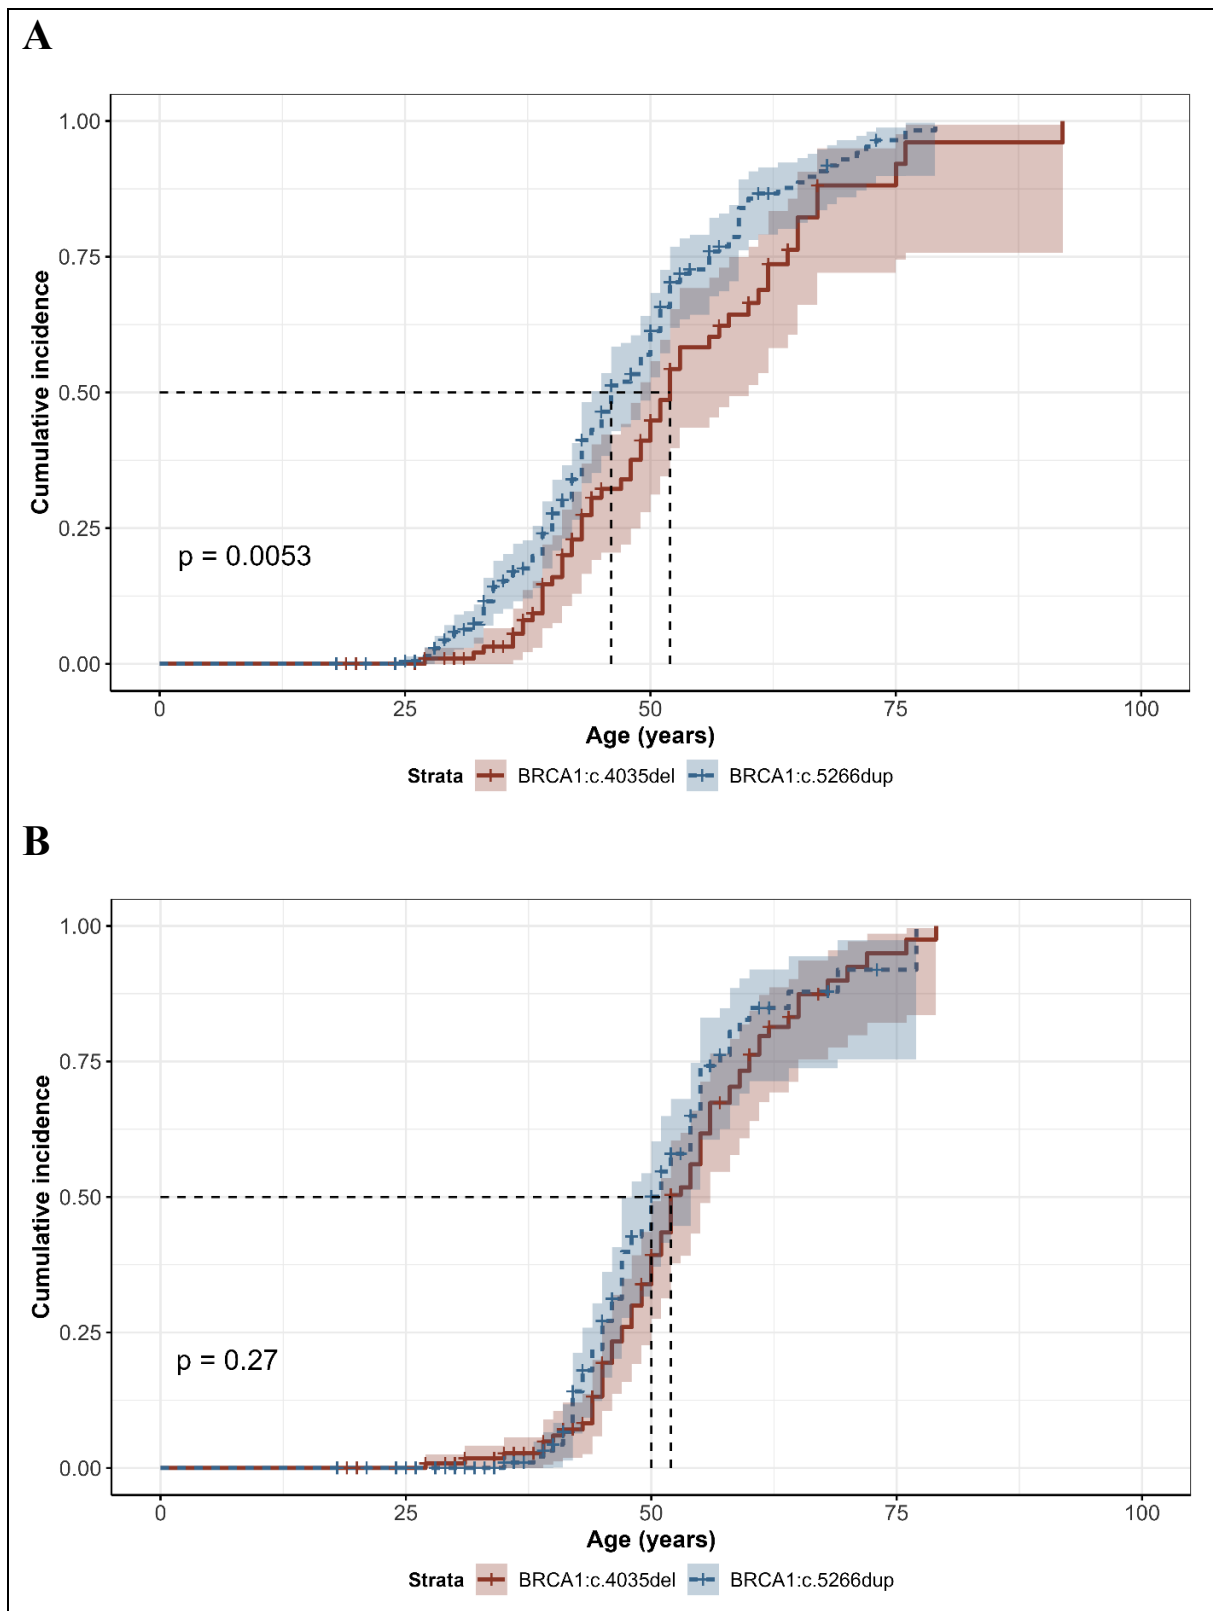 A
1.00
0.75
0.50
0.25
0.00
Cumulative incidence
p = 0.0053
0 25 50 75 100
Age (years)
Strata BRCA1:c.4035del BRCA1:c.5266dup
B
1.00
0.75
0.50
0.25
0.00
Cumulative incidence
p = 0.27
0 25 50 75 100
Age (years)
Strata BRCA1:c.4035del BRCA1:c.5266dup